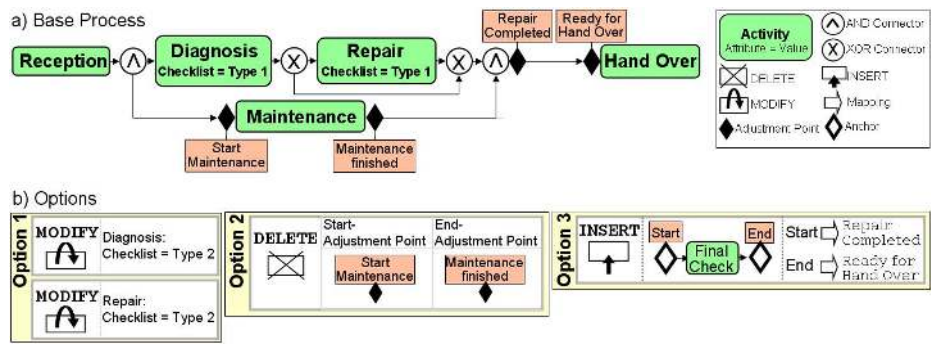 a) Base Process
Reception
Diagnosis
Checklist = Type 1
X
Repair
Checklist = Type 1
X
Repair
Completed
Ready for
Hand Over
Hand Over
Maintenance
Start
Maintenance
Maintenance
finished
Activity
Attribute = Value
AND Connector
X
XOR Connector
DELETE
INSERT
MODIFY
Mapping
Adjustment Point
Anchor
b) Options
Option 1
MODIFY
Diagnosis:
Checklist = Type 2
MODIFY
Repair:
Checklist = Type 2
Option 2
DELETE
Start-
Adjustment Point
Start
Maintenance
End-
Adjustment Point
Maintenance
finished
Option 3
INSERT
Start
Final
Check
End
Start
Repair
Completed
End
Ready for
Hand Over